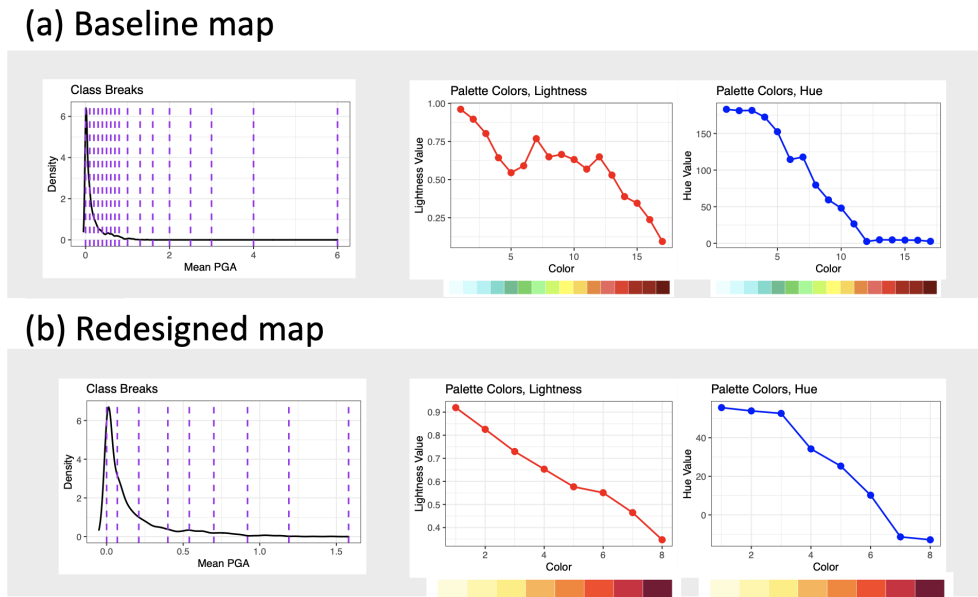 (a) Baseline map
Class Breaks
Density
6
4
2
0
0
2
4
6
Mean PGA
Palette Colors, Lightness
Lightness Value
1.00
0.75
0.50
0.25
5
10
15
Color
Palette Colors, Hue
Hue Value
150
100
50
0
5
10
15
Color
(b) Redesigned map
Class Breaks
Density
6
4
2
0
0.0
0.5
1.0
1.5
Mean PGA
Palette Colors, Lightness
Lightness Value
0.9
0.8
0.7
0.6
0.5
0.4
2
4
6
8
Color
Palette Colors, Hue
Hue Value
40
20
0
2
4
6
8
Color